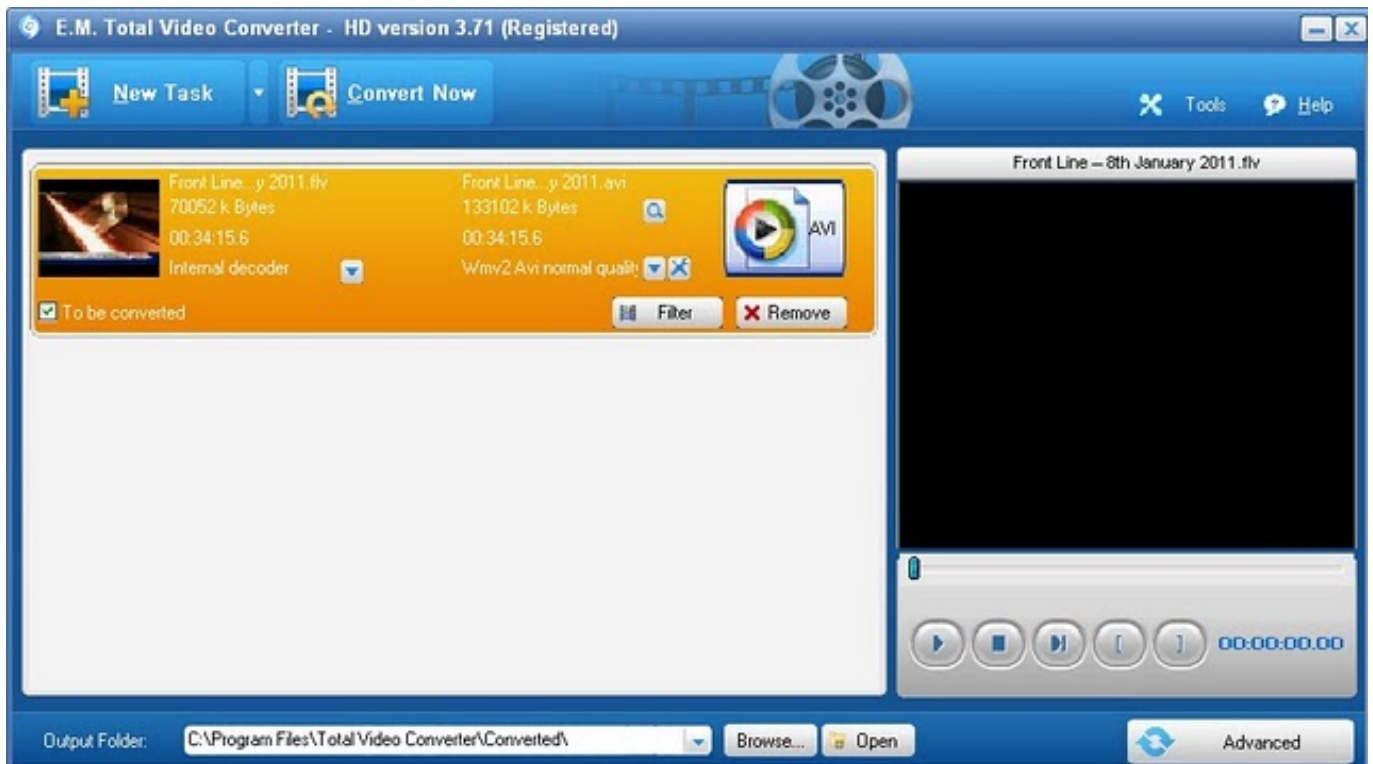 E.M. Total Video Converter - HD version 3.71 (Registered)
New Task
Convert Now
Tools
Help
Front Line...y 2011.flv
70052 k Bytes
00:34:15.6
Internal decoder
Front Line...y 2011.avi
133102 k Bytes
00:34:15.6
Wmv2 Avi normal quality
AVI
To be converted
Filter
Remove
Front Line – 8th January 2011.flv
[
]
00:00:00.00
Output Folder:
C:\Program Files\Total Video Converter\Converted\
Browse...
Open
Advanced